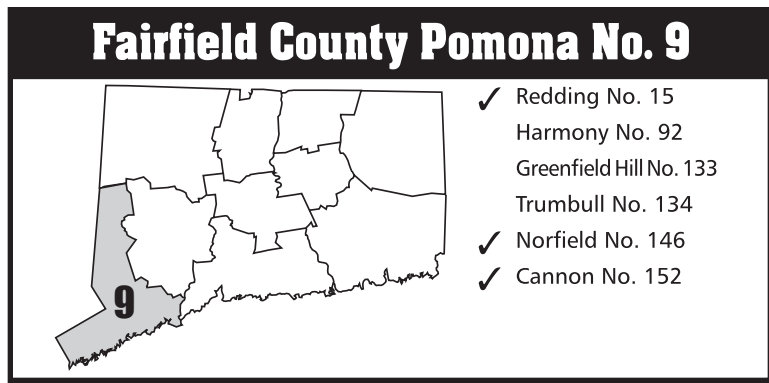 Fairfield County Pomona No. 9
✓ Redding No. 15
Harmony No. 92
Greenfield Hill No. 133
Trumbull No. 134
✓ Norfield No. 146
✓ Cannon No. 152
9